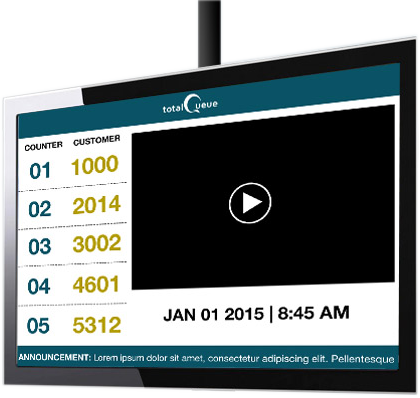 totalQueue
COUNTER CUSTOMER
01 1000
02 2014
03 3002
04 4601
05 5312
JAN 01 2015 | 8:45 AM
ANNOUNCEMENT: Lorem ipsum dolor sit amet, consectetur adipiscing elit. Pellentesque